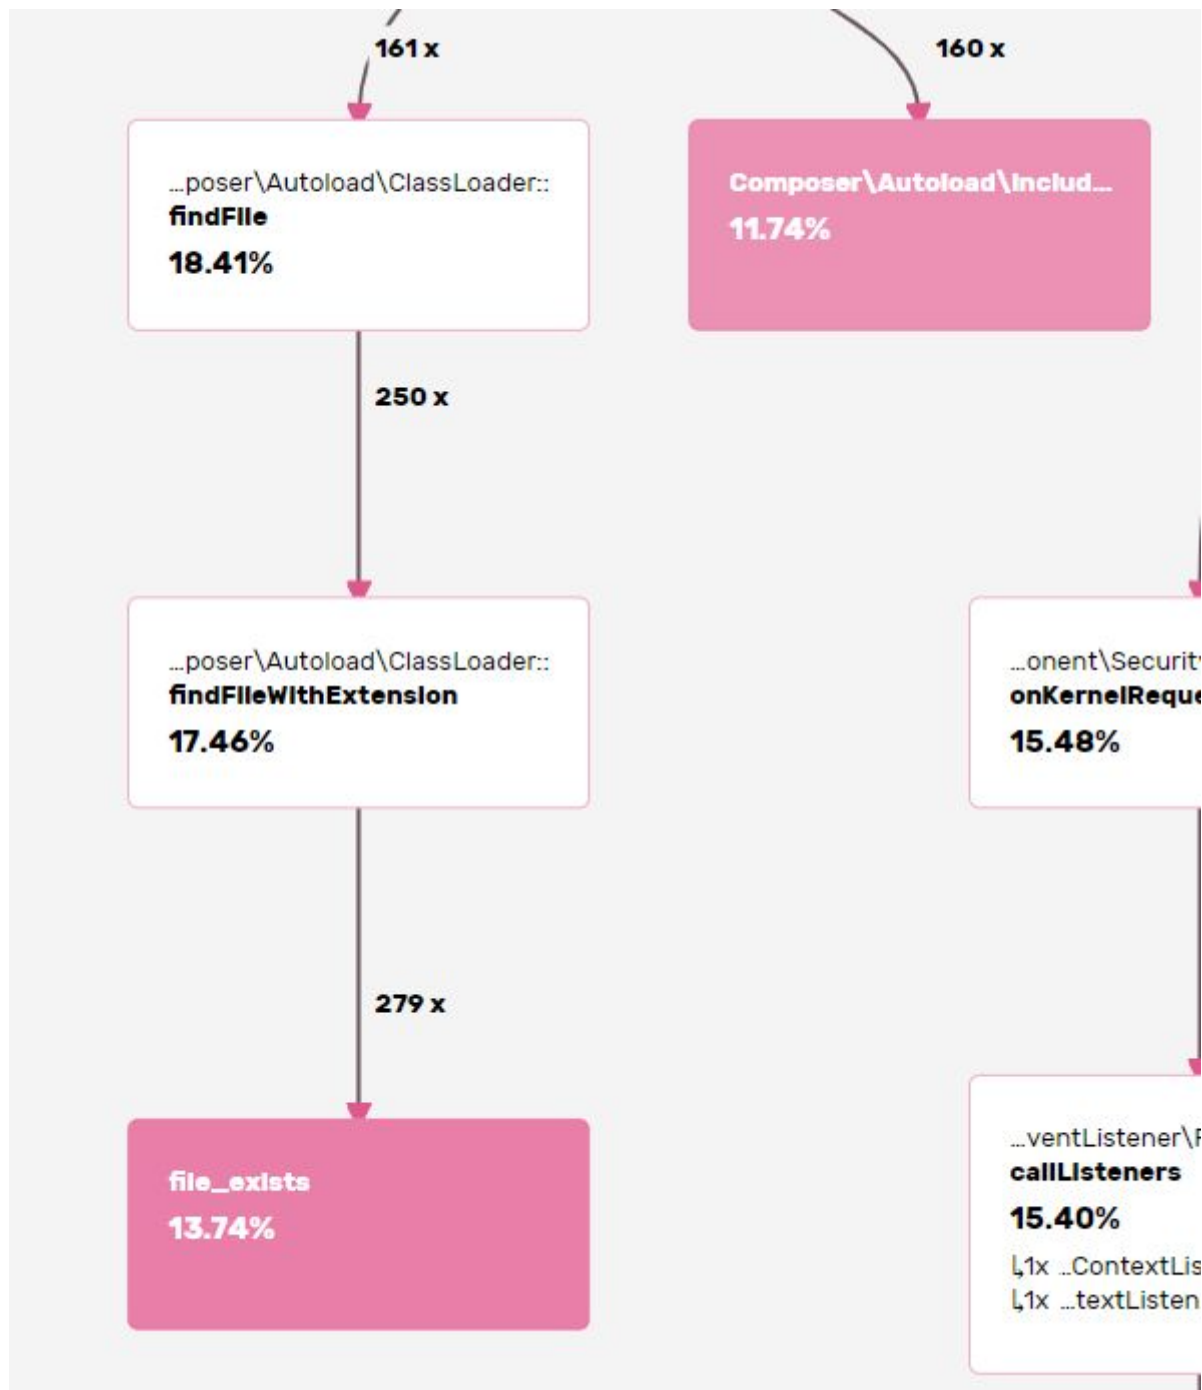 161 x
160 x
…poser\Autoload\ClassLoader::
findFile
18.41%
Composer\Autoload\includ…
11.74%
250 x
…poser\Autoload\ClassLoader::
findFileWithExtension
17.46%
…onent\Security
onKernelReque
15.48%
279 x
file_exists
13.74%
…ventListener\F
callListeners
15.40%
↳1x …ContextLis
↳1x …textListen